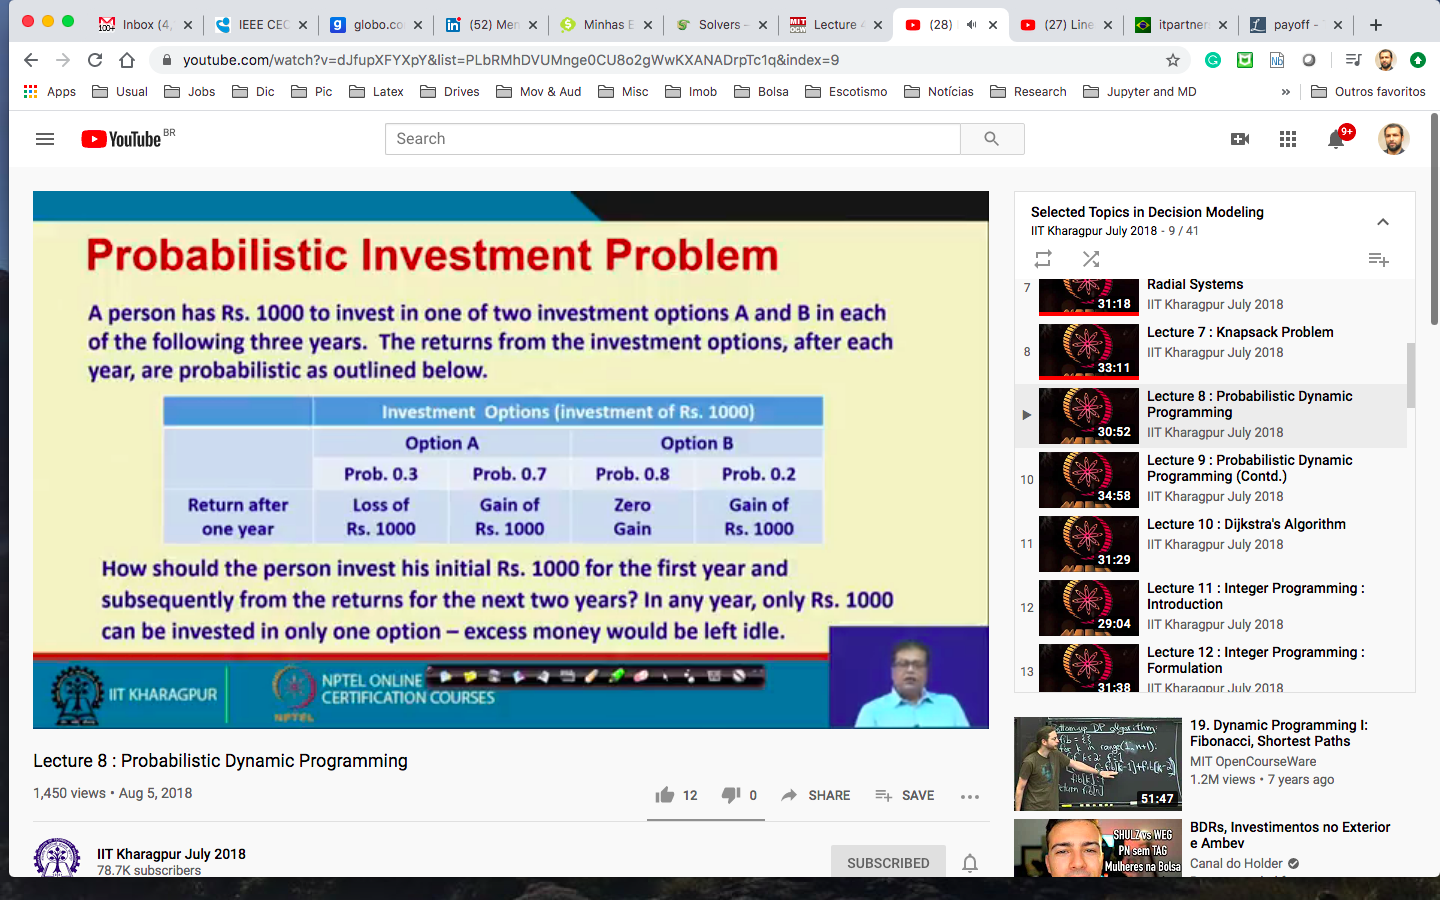 Inbox (4,
IEEE CEC
globo.co
(52) Men
Minhas E
Solvers –
Lecture 4
(28)
(27) Line
itpartner
payoff -
youtube.com/watch?v=dJfupXFYXpY&list=PLbRMhDVUMnge0CU8o2gWwKXANADrpTc1q&index=9
Apps
Usual
Jobs
Dic
Pic
Latex
Drives
Mov & Aud
Misc
Imob
Bolsa
Escotismo
Notícias
Research
Jupyter and MD
»
Outros favoritos
YouTube BR
Search
9+
Probabilistic Investment Problem
A person has Rs. 1000 to invest in one of two investment options A and B in each
of the following three years. The returns from the investment options, after each
year, are probabilistic as outlined below.
Investment Options (investment of Rs. 1000)
Option A Option B
Prob. 0.3 Prob. 0.7 Prob. 0.8 Prob. 0.2
Return after Loss of Gain of Zero Gain of
one year Rs. 1000 Rs. 1000 Gain Rs. 1000
How should the person invest his initial Rs. 1000 for the first year and
subsequently from the returns for the next two years? In any year, only Rs. 1000
can be invested in only one option – excess money would be left idle.
IIT KHARAGPUR
NPTEL
NPTEL ONLINE
CERTIFICATION COURSES
Lecture 8 : Probabilistic Dynamic Programming
1,450 views • Aug 5, 2018
12
0
SHARE
SAVE
IIT Kharagpur July 2018
78.7K subscribers
SUBSCRIBED
Selected Topics in Decision Modeling
IIT Kharagpur July 2018 - 9 / 41
7
31:18
Radial Systems
IIT Kharagpur July 2018
8
33:11
Lecture 7 : Knapsack Problem
IIT Kharagpur July 2018
30:52
Lecture 8 : Probabilistic Dynamic
Programming
IIT Kharagpur July 2018
10
34:58
Lecture 9 : Probabilistic Dynamic
Programming (Contd.)
IIT Kharagpur July 2018
11
31:29
Lecture 10 : Dijkstra's Algorithm
IIT Kharagpur July 2018
12
29:04
Lecture 11 : Integer Programming :
Introduction
IIT Kharagpur July 2018
13
31:38
Lecture 12 : Integer Programming :
Formulation
IIT Kharagpur July 2018
51:47
19. Dynamic Programming I:
Fibonacci, Shortest Paths
MIT OpenCourseWare
1.2M views • 7 years ago
SHULZ vs WEG
PN sem TAG
Mulheres na Bolsa
BDRs, Investimentos no Exterior
e Ambev
Canal do Holder